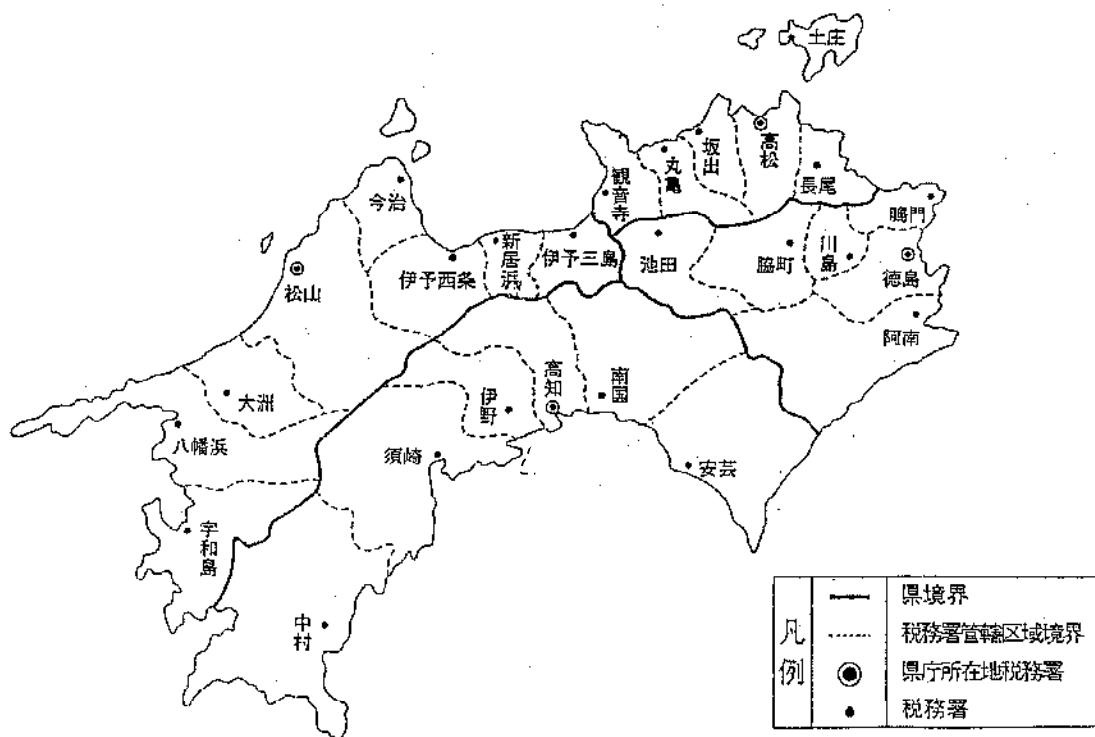 土庄
高松
坂出
丸亀
観音寺
長尾
鳴門
今治
新居浜
伊予三島
池田
脇町
川島
徳島
伊予西条
松山
阿南
高知
南国
大洲
伊野
八幡浜
須崎
安芸
宇和島
中村
凡例
県境界
税務署管轄区域境界
県庁所在地税務署
税務署